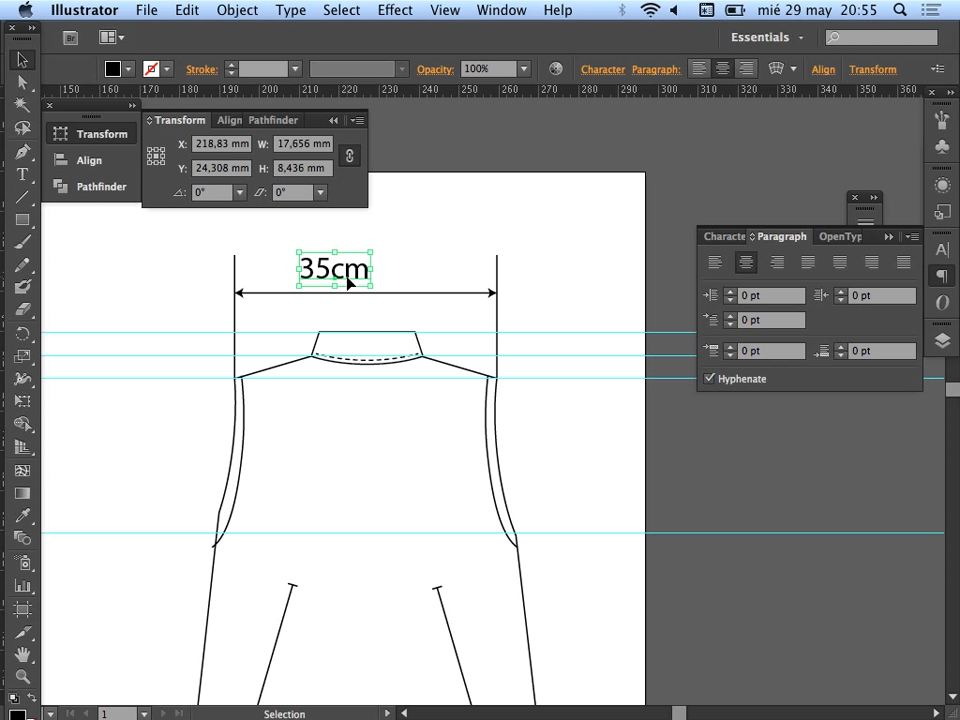 Illustrator File Edit Object Type Select Effect View Window Help mié 29 may 20:55
Br Essentials
Stroke: Opacity: 100% Character Paragraph: Align Transform
150 160 170 180 190 200 210 220 230 240 250 260 270 280 290 300 310 320 330 340 350 360
Transform Align Pathfinder
Transform
Align
Pathfinder
X: 218,83 mm W: 17,656 mm
Y: 24,308 mm H: 8,436 mm
0° 0°
Characte Paragraph OpenTyp
0 pt 0 pt
0 pt
0 pt 0 pt
Hyphenate
35cm
1 Selection